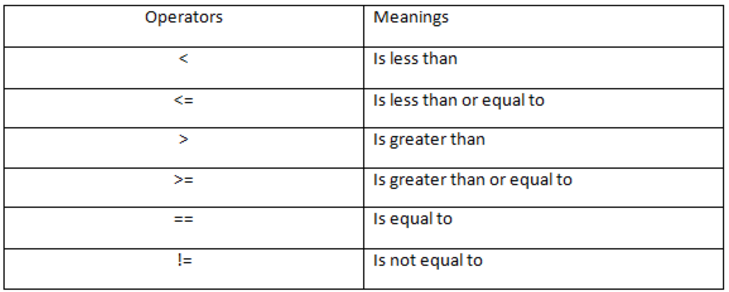 Operators Meanings
< Is less than
<= Is less than or equal to
> Is greater than
>= Is greater than or equal to
== Is equal to
!= Is not equal to